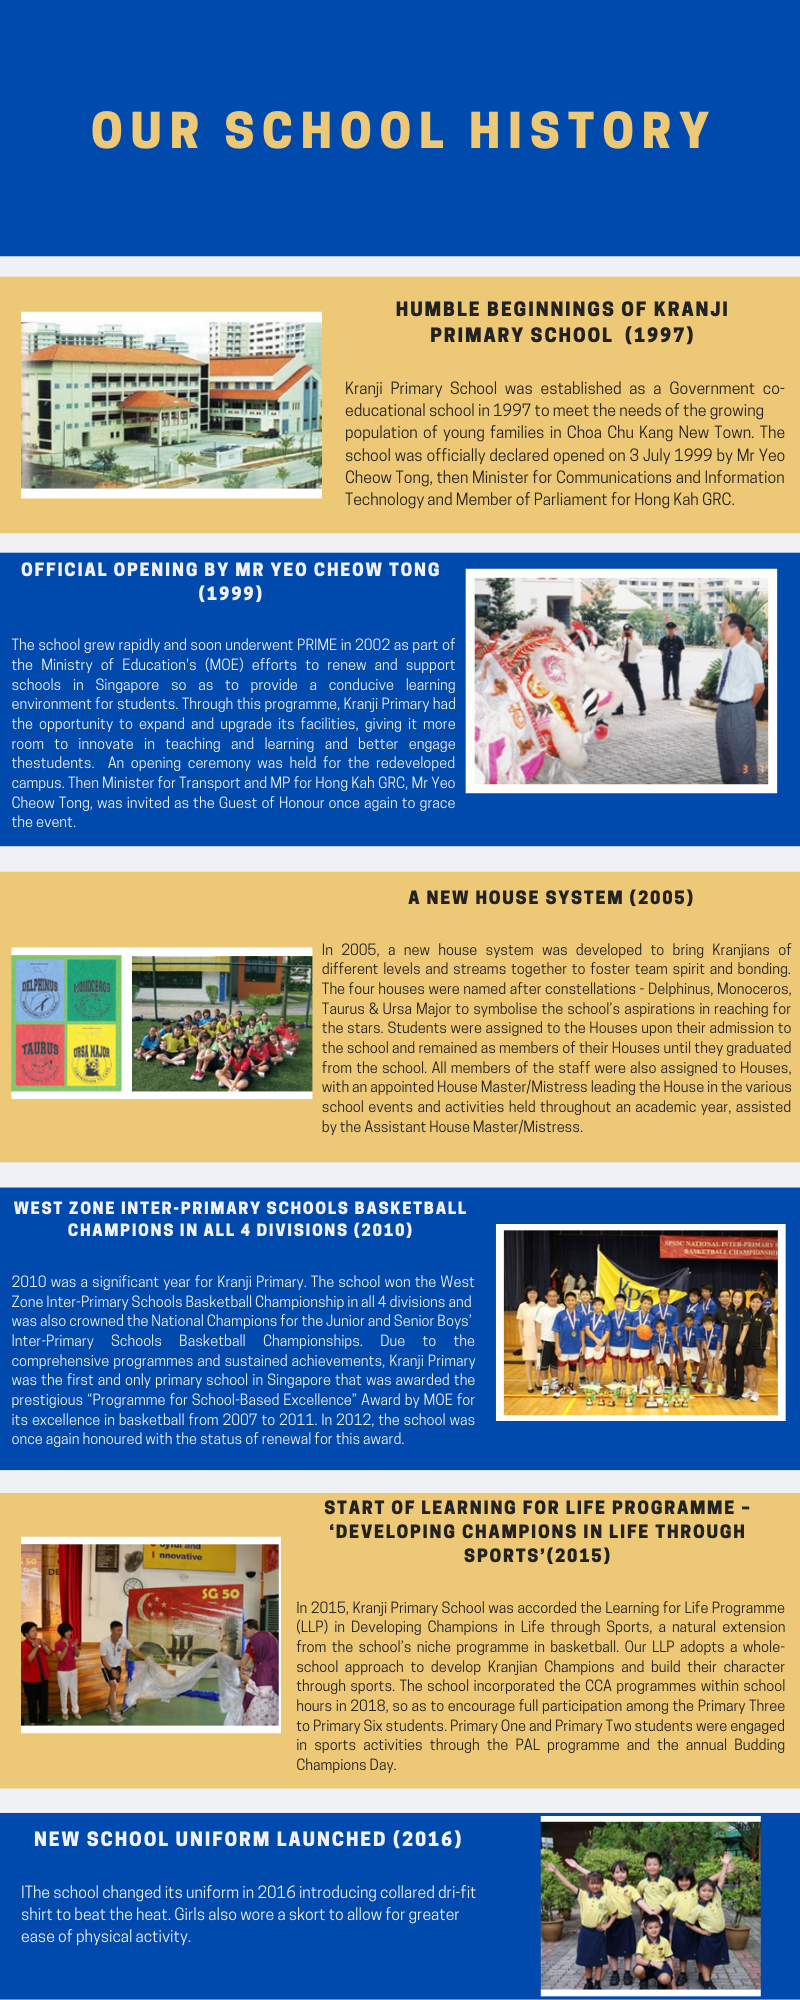 OUR SCHOOL HISTORY
HUMBLE BEGINNINGS OF KRANJI
PRIMARY SCHOOL (1997)
Kranji Primary School was established as a Government co-
educational school in 1997 to meet the needs of the growing
population of young families in Choa Chu Kang New Town. The
school was officially declared opened on 3 July 1999 by Mr Yeo
Cheow Tong, then Minister for Communications and Information
Technology and Member of Parliament for Hong Kah GRC.
OFFICIAL OPENING BY MR YEO CHEOW TONG
(1999)
The school grew rapidly and soon underwent PRIME in 2002 as part of
the Ministry of Education's (MOE) efforts to renew and support
schools in Singapore so as to provide a conducive learning
environment for students. Through this programme, Kranji Primary had
the opportunity to expand and upgrade its facilities, giving it more
room to innovate in teaching and learning and better engage
thestudents. An opening ceremony was held for the redeveloped
campus. Then Minister for Transport and MP for Hong Kah GRC, Mr Yeo
Cheow Tong, was invited as the Guest of Honour once again to grace
the event.
A NEW HOUSE SYSTEM (2005)
DELPHINUS
MONOCEROS
TAURUS
URSA MAJOR
In 2005, a new house system was developed to bring Kranjians of
different levels and streams together to foster team spirit and bonding.
The four houses were named after constellations - Delphinus, Monoceros,
Taurus & Ursa Major to symbolise the school's aspirations in reaching for
the stars. Students were assigned to the Houses upon their admission to
the school and remained as members of their Houses until they graduated
from the school. All members of the staff were also assigned to Houses,
with an appointed House Master/Mistress leading the House in the various
school events and activities held throughout an academic year, assisted
by the Assistant House Master/Mistress.
WEST ZONE INTER-PRIMARY SCHOOLS BASKETBALL
CHAMPIONS IN ALL 4 DIVISIONS (2010)
2010 was a significant year for Kranji Primary. The school won the West
Zone Inter-Primary Schools Basketball Championship in all 4 divisions and
was also crowned the National Champions for the Junior and Senior Boys'
Inter-Primary Schools Basketball Championships. Due to the
comprehensive programmes and sustained achievements, Kranji Primary
was the first and only primary school in Singapore that was awarded the
prestigious “Programme for School-Based Excellence” Award by MOE for
its excellence in basketball from 2007 to 2011. In 2012, the school was
once again honoured with the status of renewal for this award.
SPSSC NATIONAL INTER-PRIMARY
BASKETBALL CHAMPIONSHI
KPS
START OF LEARNING FOR LIFE PROGRAMME –
‘DEVELOPING CHAMPIONS IN LIFE THROUGH
SPORTS’(2015)
oyful and
Innovative
SG 50
In 2015, Kranji Primary School was accorded the Learning for Life Programme
(LLP) in Developing Champions in Life through Sports, a natural extension
from the school's niche programme in basketball. Our LLP adopts a whole-
school approach to develop Kranjian Champions and build their character
through sports. The school incorporated the CCA programmes within school
hours in 2018, so as to encourage full participation among the Primary Three
to Primary Six students. Primary One and Primary Two students were engaged
in sports activities through the PAL programme and the annual Budding
Champions Day.
NEW SCHOOL UNIFORM LAUNCHED (2016)
IThe school changed its uniform in 2016 introducing collared dri-fit
shirt to beat the heat. Girls also wore a skort to allow for greater
ease of physical activity.